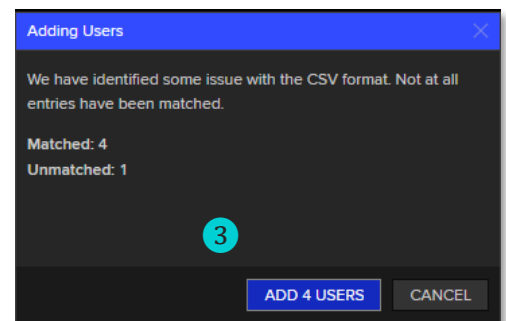 Adding Users
We have identified some issue with the CSV format. Not at all
entries have been matched.
Matched: 4
Unmatched: 1
3
ADD 4 USERS CANCEL